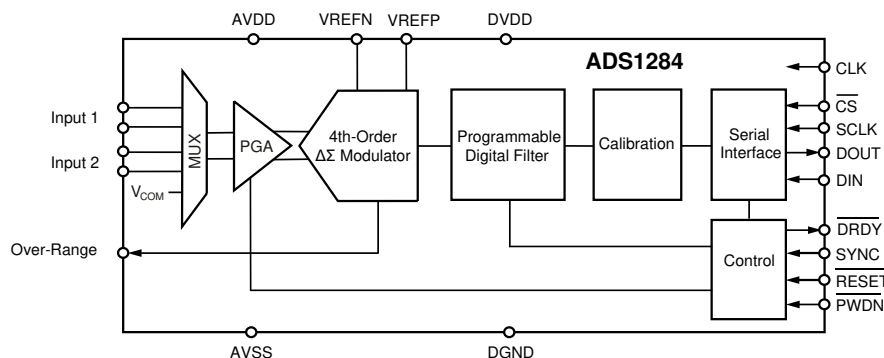 AVDD
VREFN
VREFP
DVDD
ADS1284
CLK
CS
SCLK
DOUT
DIN
DRDY
SYNC
RESET
PWDN
Input 1
Input 2
VCOM
Over-Range
MUX
PGA
4th-Order
ΔΣ Modulator
Programmable
Digital Filter
Calibration
Serial
Interface
Control
AVSS
DGND